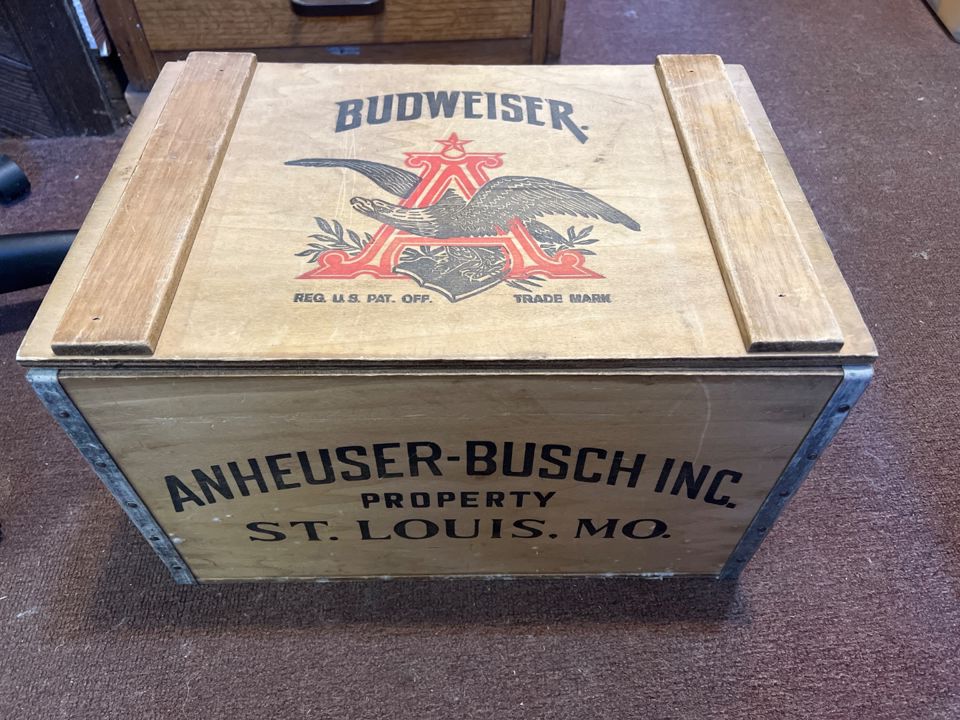 BUDWEISER.
A
REG. U.S. PAT. OFF. TRADE MARK
ANHEUSER-BUSCH INC.
PROPERTY
ST. LOUIS. MO.